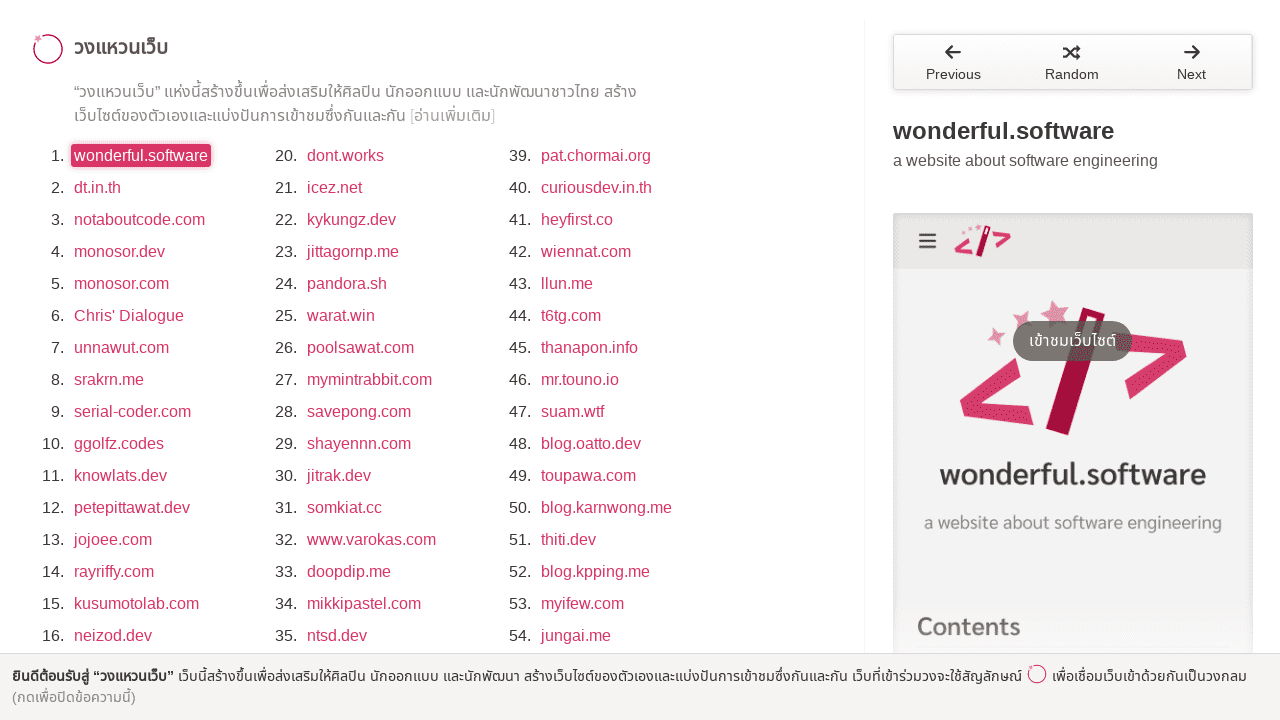 วงแหวนเว็บ
“วงแหวนเว็บ” แห่งนี้สร้างขึ้นเพื่อส่งเสริมให้ศิลปิน นักออกแบบ และนักพัฒนาชาวไทย สร้าง
เว็บไซต์ของตัวเองและแบ่งปันการเข้าชมซึ่งกันและกัน [อ่านเพิ่มเติม]
1. wonderful.software
2. dt.in.th
3. notaboutcode.com
4. monosor.dev
5. monosor.com
6. Chris' Dialogue
7. unnawut.com
8. srakrn.me
9. serial-coder.com
10. ggolfz.codes
11. knowlats.dev
12. petepittawat.dev
13. jojoee.com
14. rayriffy.com
15. kusumotolab.com
16. neizod.dev
20. dont.works
21. icez.net
22. kykungz.dev
23. jittagornp.me
24. pandora.sh
25. warat.win
26. poolsawat.com
27. mymintrabbit.com
28. savepong.com
29. shayennn.com
30. jitrak.dev
31. somkiat.cc
32. www.varokas.com
33. doopdip.me
34. mikkipastel.com
35. ntsd.dev
39. pat.chormai.org
40. curiousdev.in.th
41. heyfirst.co
42. wiennat.com
43. llun.me
44. t6tg.com
45. thanapon.info
46. mr.touno.io
47. suam.wtf
48. blog.oatto.dev
49. toupawa.com
50. blog.karnwong.me
51. thiti.dev
52. blog.kpping.me
53. myifew.com
54. jungai.me
Previous
Random
Next
wonderful.software
a website about software engineering
เข้าชมเว็บไซต์
wonderful.software
a website about software engineering
Contents
ยินดีต้อนรับสู่ “วงแหวนเว็บ” เว็บนี้สร้างขึ้นเพื่อส่งเสริมให้ศิลปิน นักออกแบบ และนักพัฒนา สร้างเว็บไซต์ของตัวเองและแบ่งปันการเข้าชมซึ่งกันและกัน เว็บที่เข้าร่วมวงจะใช้สัญลักษณ์ เพื่อเชื่อมเว็บเข้าด้วยกันเป็นวงกลม
(กดเพื่อปิดข้อความนี้)